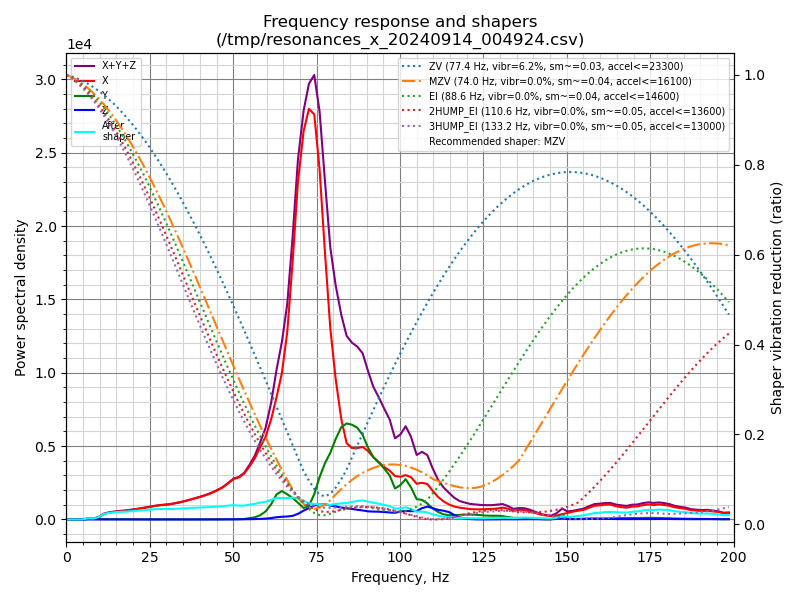 Frequency response and shapers
(/tmp/resonances_x_20240914_004924.csv)
1e4
X+Y+Z
X
Y
Z
After
shaper
ZV (77.4 Hz, vibr=6.2%, sm~=0.03, accel<=23300)
MZV (74.0 Hz, vibr=0.0%, sm~=0.04, accel<=16100)
EI (88.6 Hz, vibr=0.0%, sm~=0.04, accel<=14600)
2HUMP_EI (110.6 Hz, vibr=0.0%, sm~=0.05, accel<=13600)
3HUMP_EI (133.2 Hz, vibr=0.0%, sm~=0.05, accel<=13000)
Recommended shaper: MZV
Power spectral density
3.0
2.5
2.0
1.5
1.0
0.5
0.0
Shaper vibration reduction (ratio)
1.0
0.8
0.6
0.4
0.2
0.0
0 25 50 75 100 125 150 175 200
Frequency, Hz